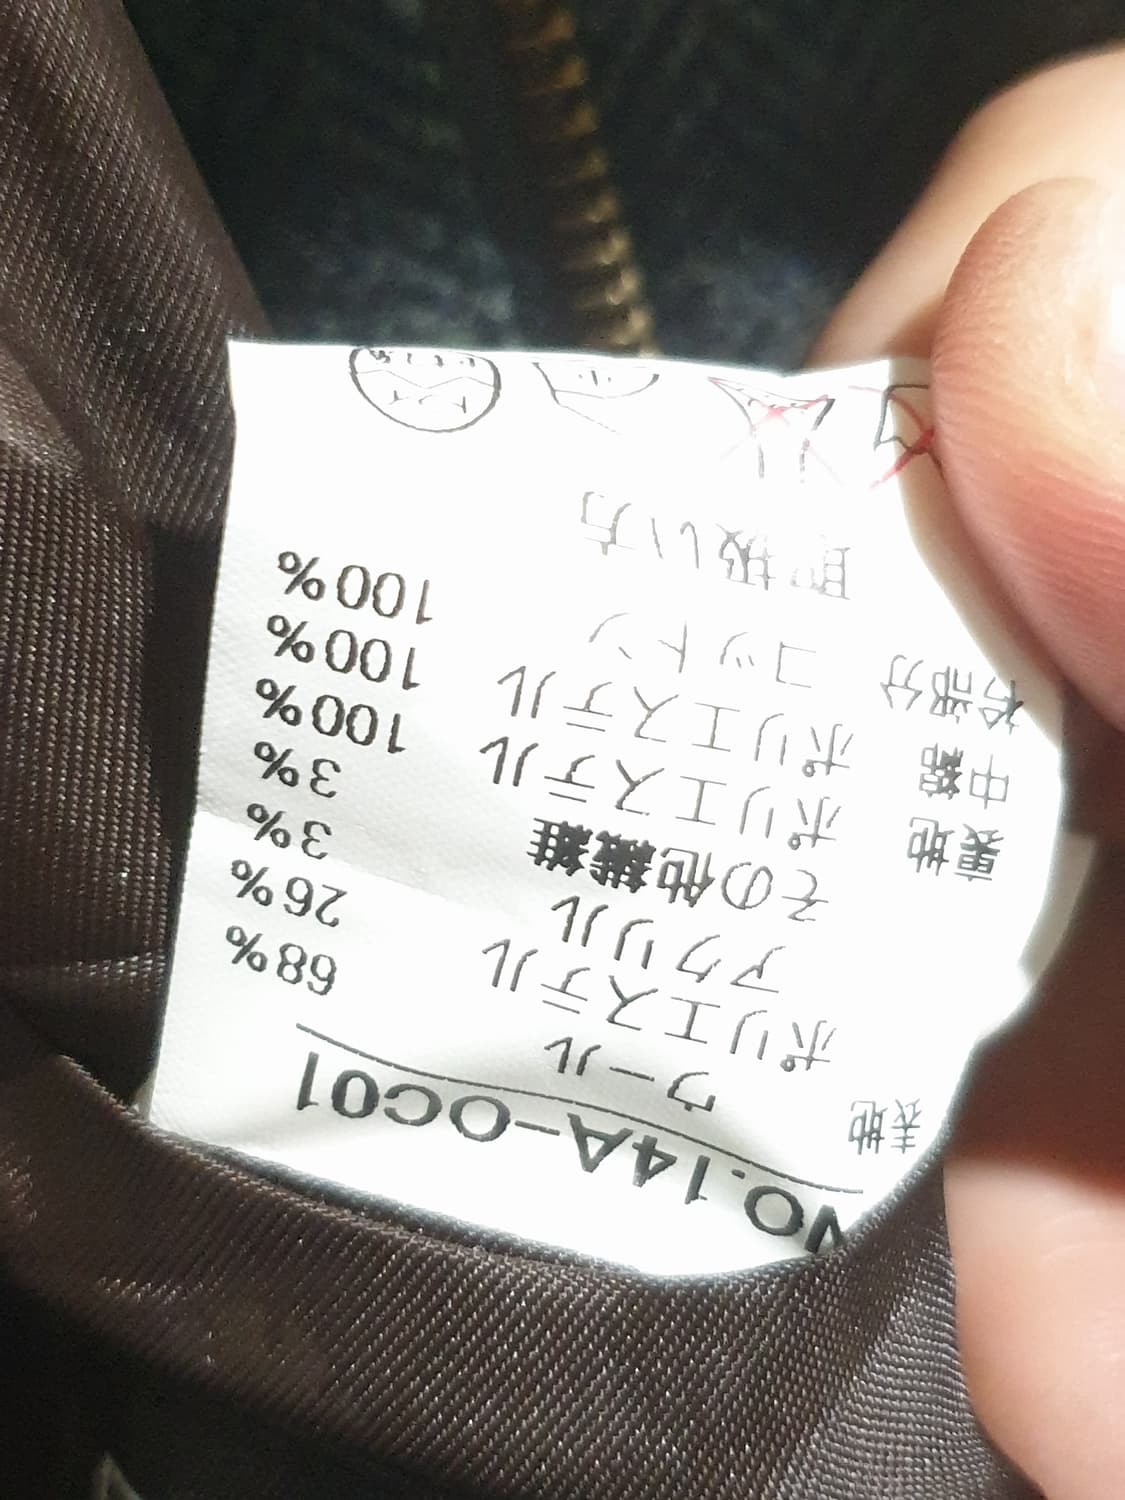 NO.14A-OC01
表地 ウール 68%
ポリエステル 26%
アクリル 3%
その他繊維 3%
裏地 ポリエステル 100%
中綿 ポリエステル 100%
衿部分 コットン 100%
取扱い方